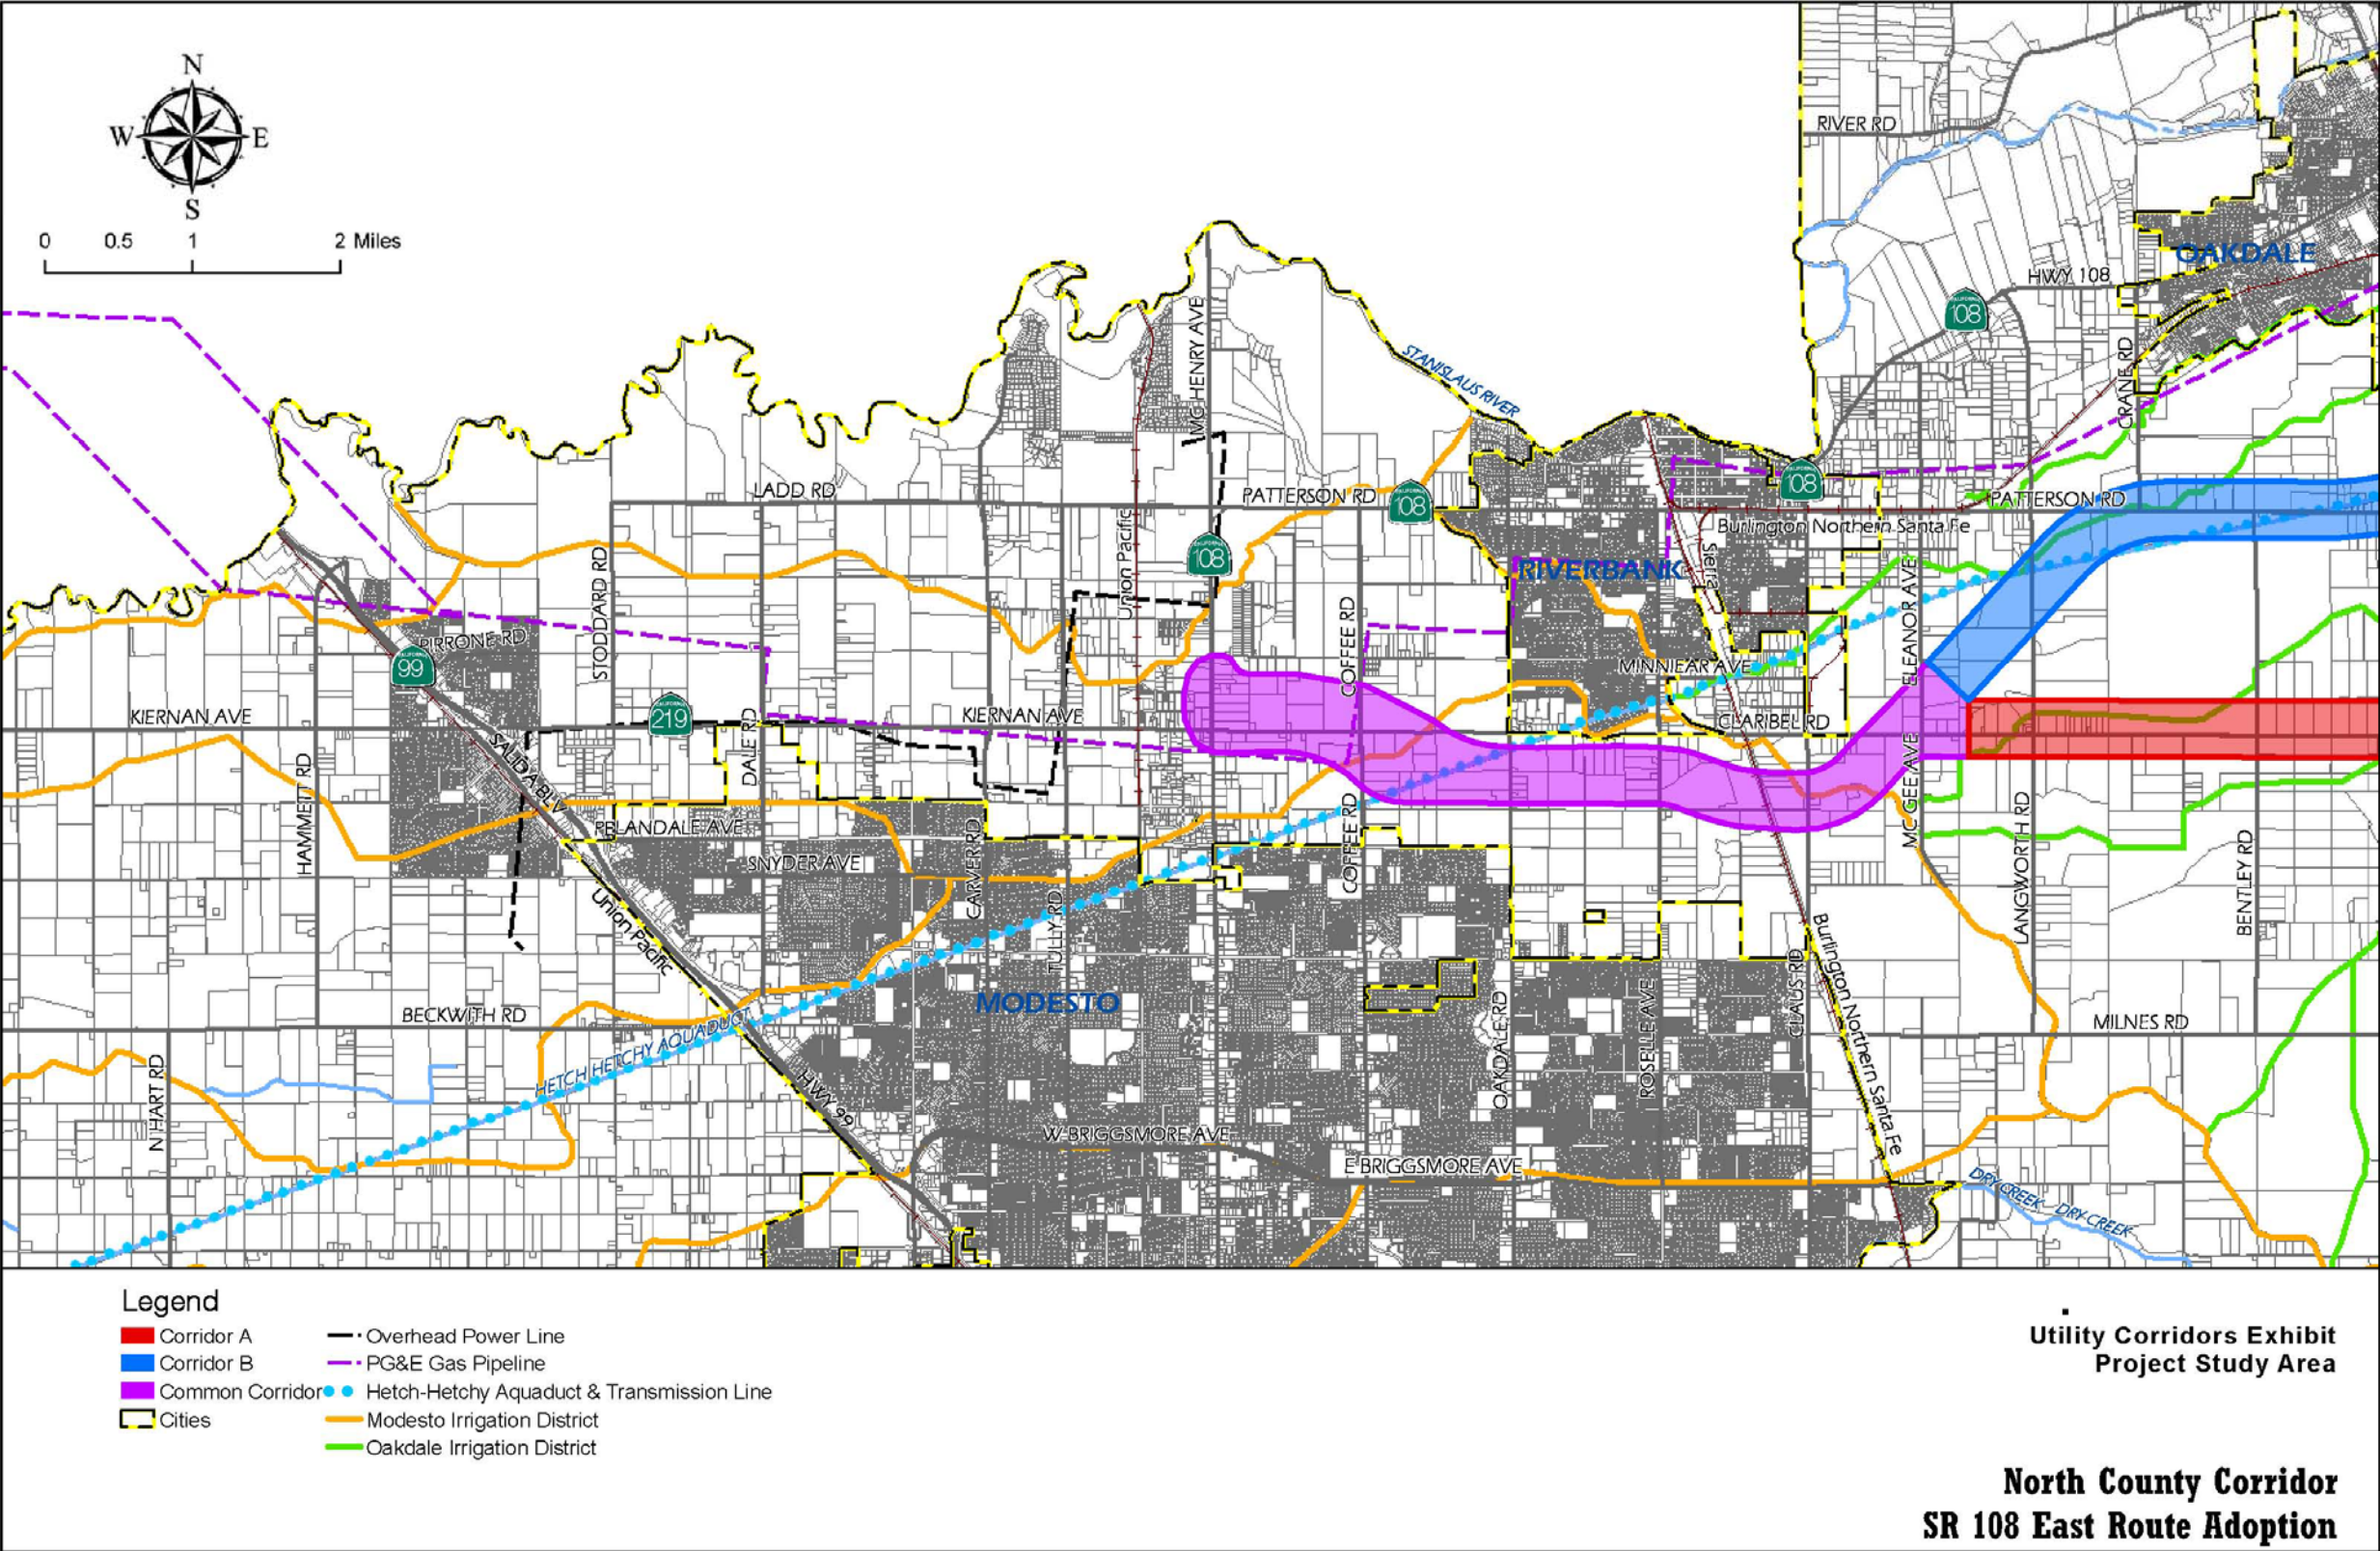 N
W
E
S
0 0.5 1 2 Miles
RIVER RD
OAKDALE
HWY 108
108
CRANE RD
MC HENRY AVE
STANISLAUS RIVER
LADD RD
PATTERSON RD
108
108
PATTERSON RD
Burlington Northern Santa Fe
Union Pacific
108
Sierra
STODDARD RD
RIVERBANK
ELEANOR AVE
COFFEE RD
PIRRONE RD
99
MINNIEAR AVE
KIERNAN AVE
219
KIERNAN AVE
CLARIBEL RD
DALE RD
SALIDA BLV
HAMMETT RD
MC GEE AVE
LANGWORTH RD
BENTLEY RD
PELANDALE AVE
SNYDER AVE
CARVER RD
COFFEE RD
TULLY RD
Union Pacific
Burlington Northern Santa Fe
CLAUS RD
ROSELLE AVE
OAKDALE RD
MODESTO
BECKWITH RD
HETCH HETCHY AQUADUCT
MILNES RD
N HART RD
HWY 99
W BRIGGSMORE AVE
E BRIGGSMORE AVE
DRY CREEK
DRY CREEK
Legend
Corridor A
Corridor B
Common Corridor
Cities
Overhead Power Line
PG&E Gas Pipeline
Hetch-Hetchy Aquaduct & Transmission Line
Modesto Irrigation District
Oakdale Irrigation District
Utility Corridors Exhibit
Project Study Area
North County Corridor
SR 108 East Route Adoption